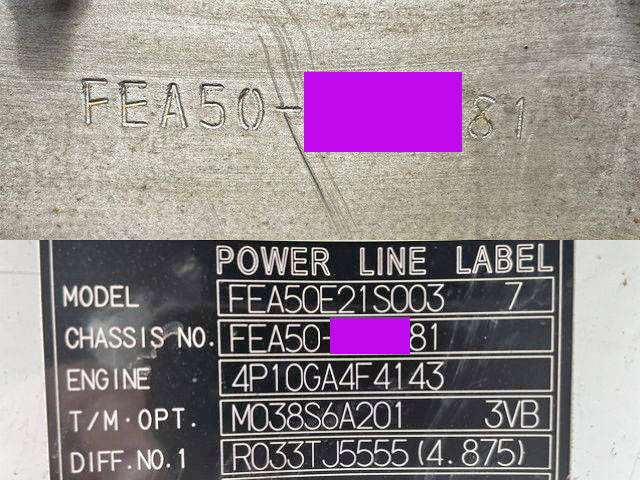 FEA50- 81
POWER LINE LABEL
MODEL FEA50E21S003 7
CHASSIS NO. FEA50- 81
ENGINE 4P10GA4F4143
T/M·OPT. M038S6A201 3VB
DIFF.NO.1 R033TJ5555(4.875)